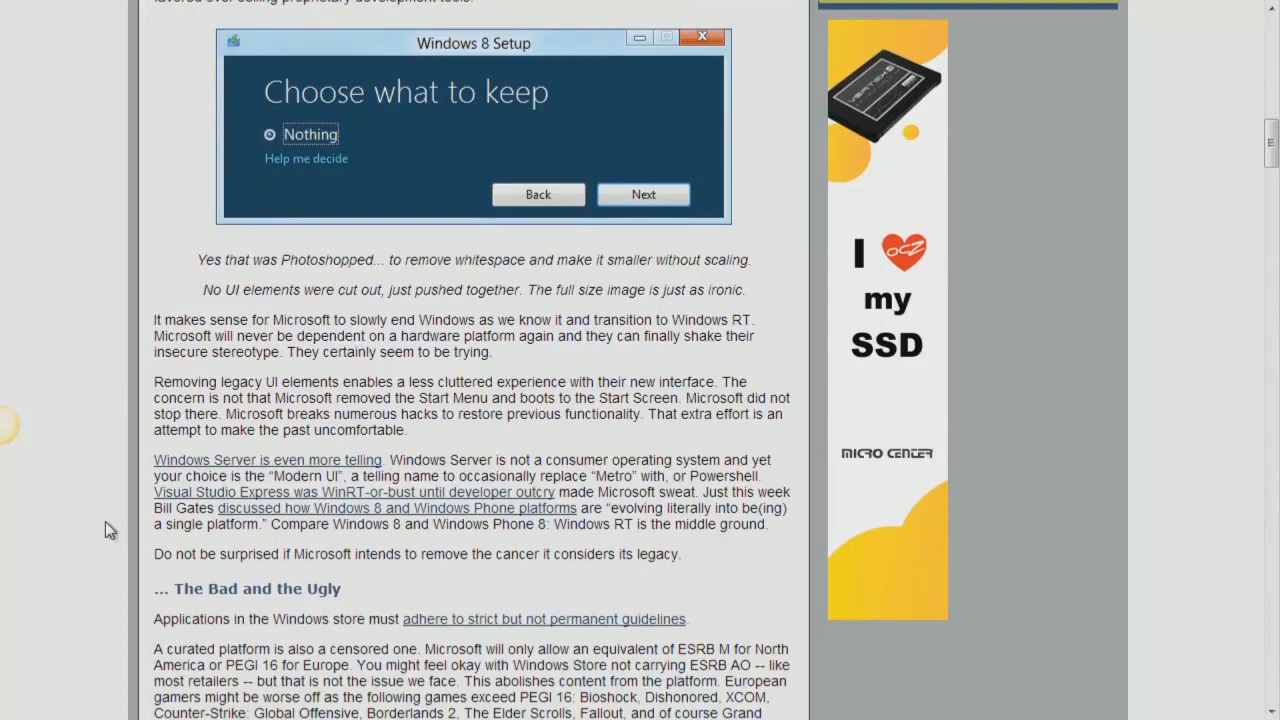 Windows 8 Setup
Choose what to keep
Nothing
Help me decide
Back
Next
Yes that was Photoshopped... to remove whitespace and make it smaller without scaling.
No UI elements were cut out, just pushed together. The full size image is just as ironic.
It makes sense for Microsoft to slowly end Windows as we know it and transition to Windows RT.
Microsoft will never be dependent on a hardware platform again and they can finally shake their
insecure stereotype. They certainly seem to be trying.
Removing legacy UI elements enables a less cluttered experience with their new interface. The
concern is not that Microsoft removed the Start Menu and boots to the Start Screen. Microsoft did not
stop there. Microsoft breaks numerous hacks to restore previous functionality. That extra effort is an
attempt to make the past uncomfortable.
Windows Server is even more telling. Windows Server is not a consumer operating system and yet
your choice is the “Modern UI”, a telling name to occasionally replace “Metro” with, or Powershell.
Visual Studio Express was WinRT-or-bust until developer outcry made Microsoft sweat. Just this week
Bill Gates discussed how Windows 8 and Windows Phone platforms are “evolving literally into be(ing)
a single platform.” Compare Windows 8 and Windows Phone 8: Windows RT is the middle ground.
Do not be surprised if Microsoft intends to remove the cancer it considers its legacy.
... The Bad and the Ugly
Applications in the Windows store must adhere to strict but not permanent guidelines.
A curated platform is also a censored one. Microsoft will only allow an equivalent of ESRB M for North
America or PEGI 16 for Europe. You might feel okay with Windows Store not carrying ESRB AO -- like
most retailers -- but that is not the issue we face. This abolishes content from the platform. European
gamers might be worse off as the following games exceed PEGI 16: Bioshock, Dishonored, XCOM,
Counter-Strike: Global Offensive, Borderlands 2, The Elder Scrolls, Fallout, and of course Grand
VERTEX 4
I OCZ
my
SSD
MICRO CENTER